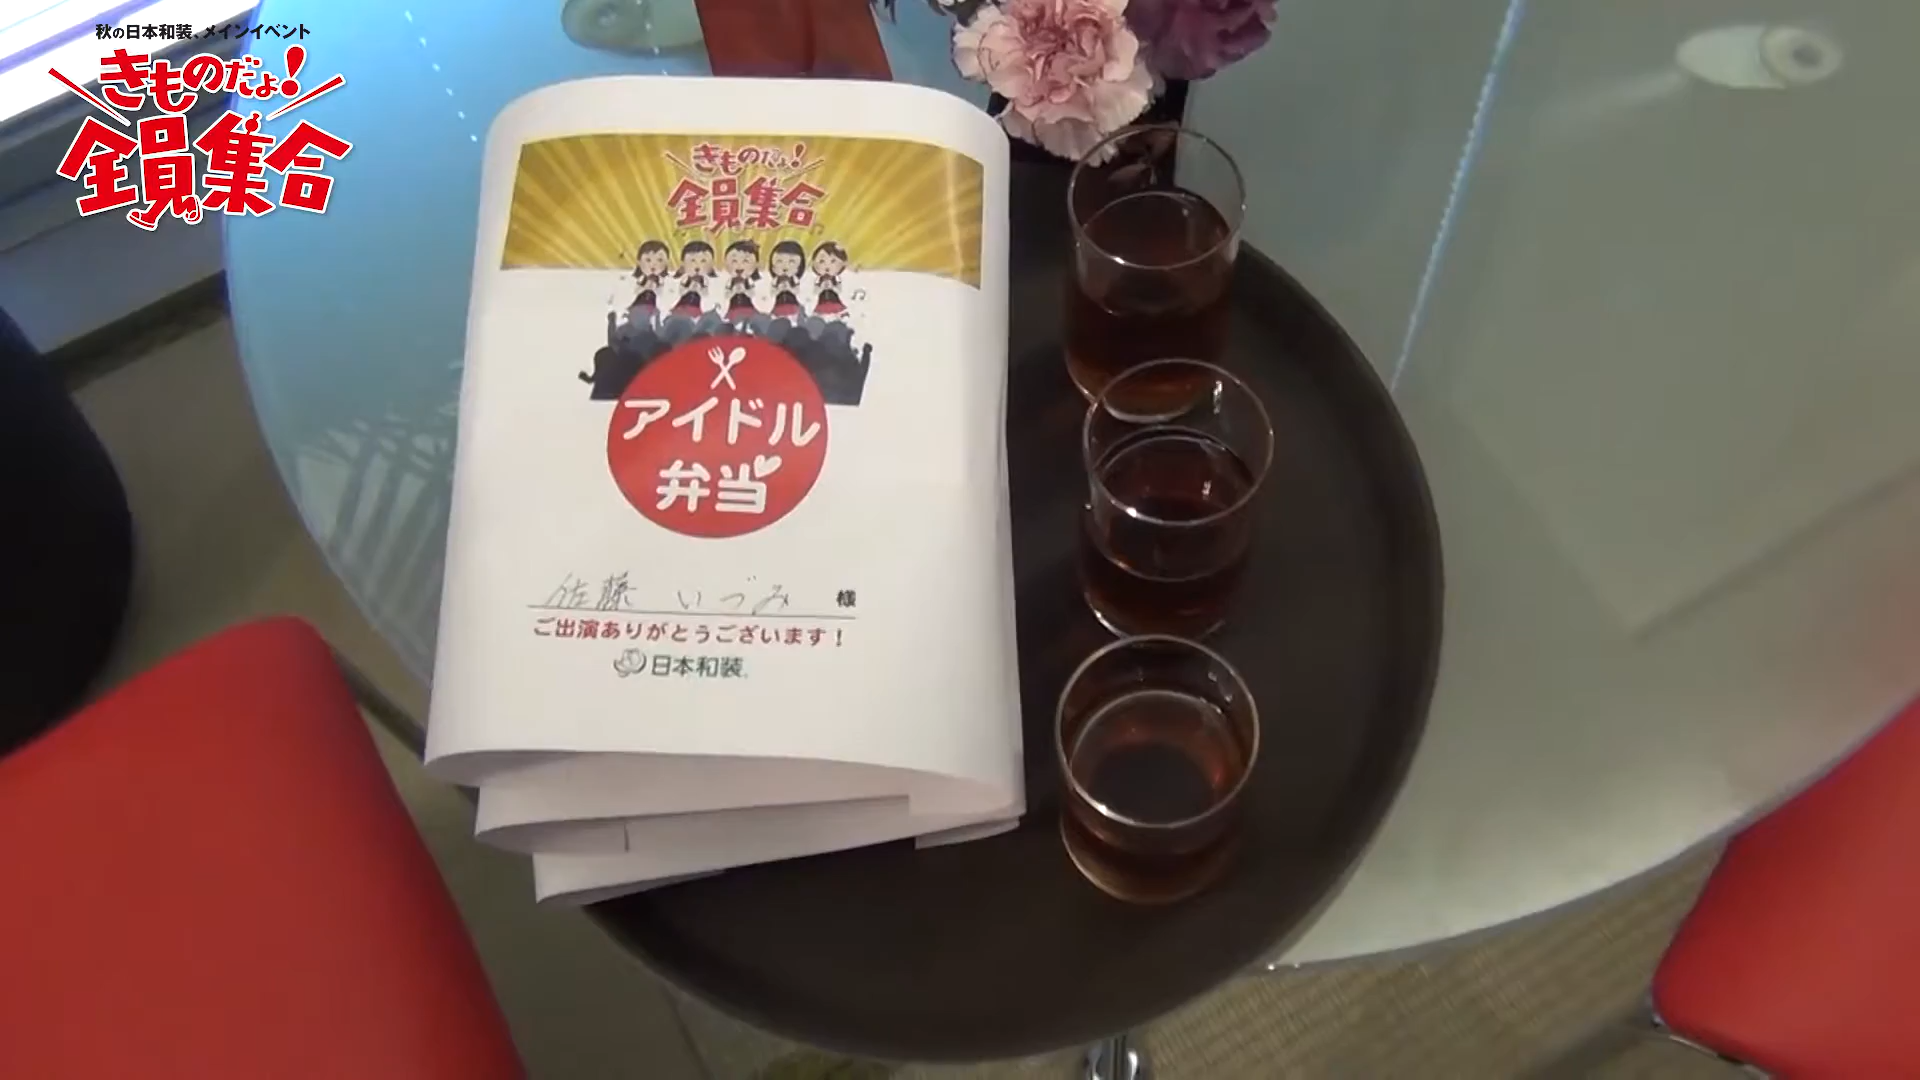 秋の日本和装、メインイベント
きものだょ!
全員集合
きものだょ!
全員集合
アイドル
弁当
佐藤 いづみ 様
ご出演ありがとうございます!
日本和装